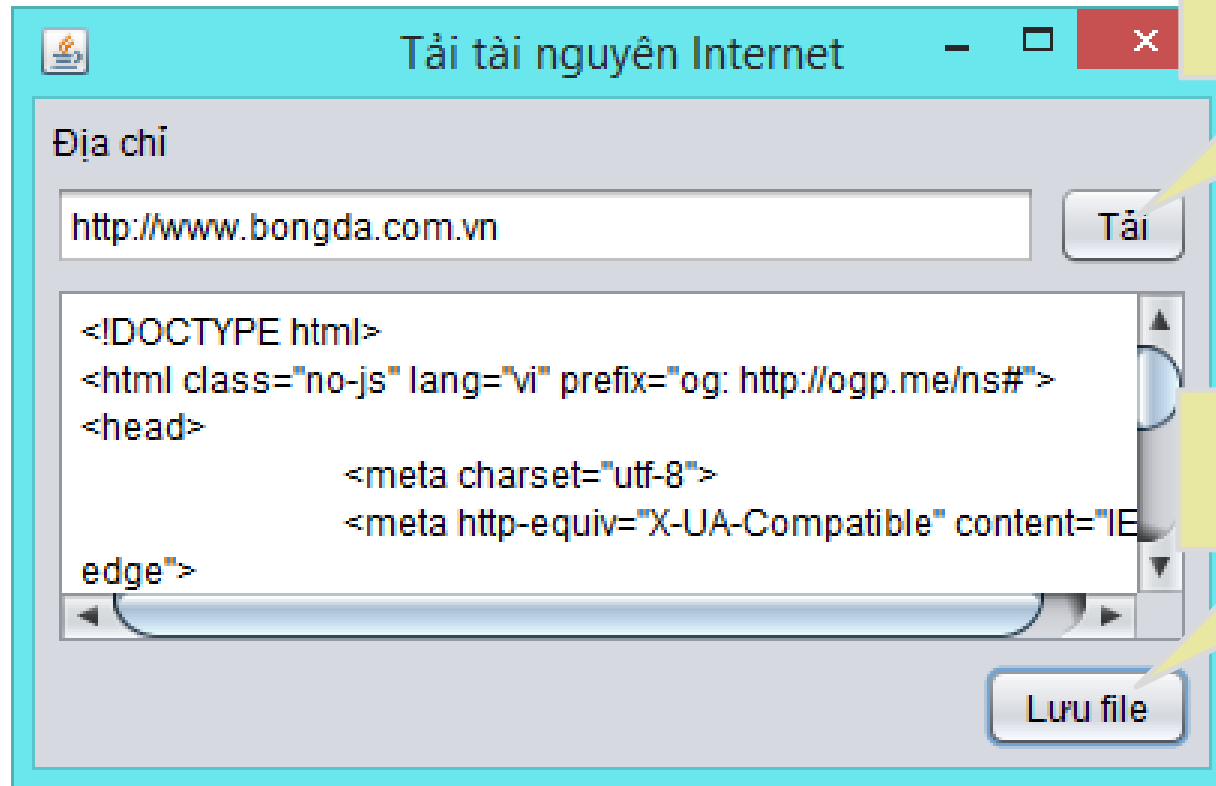 Tải tài nguyên Internet
Địa chỉ
http://www.bongda.com.vn
Tải
<!DOCTYPE html>
<html class="no-js" lang="vi" prefix="og: http://ogp.me/ns#">
<head>
<meta charset="utf-8">
<meta http-equiv="X-UA-Compatible" content="IE
edge">
Lưu file